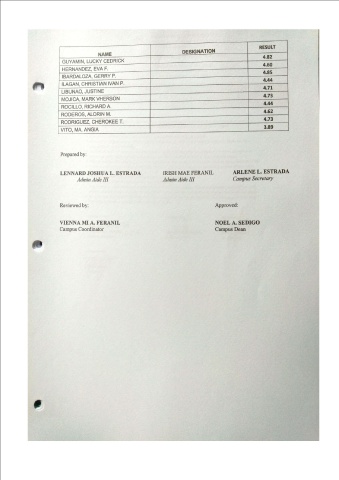 NAME DESIGNATION RESULT
GUYAMIN, LUCKY CEDRICK 4.82
HERNANDEZ, EVA F. 4.80
IBARDALOZA, GERRY P. 4.85
ILAGAN, CHRISTIAN IVAN P. 4.44
LIBUNAO, JUSTINE 4.71
MOJICA, MARK VHERSON 4.75
ROCILLO, RICHARD A. 4.44
RODEROS, ALDRIN M. 4.62
RODRIGUEZ, CHEROKEE T. 4.73
VITO, MA. ANGIA 3.89
Prepared by:
LENNARD JOSHUA L. ESTRADA IRISH MAE FERANIL ARLENE L. ESTRADA
Admin Aide III Admin Aide III Campus Secretary
Reviewed by: Approved:
VIENNA MI A. FERANIL NOEL A. SEDIGO
Campus Coordinator Campus Dean